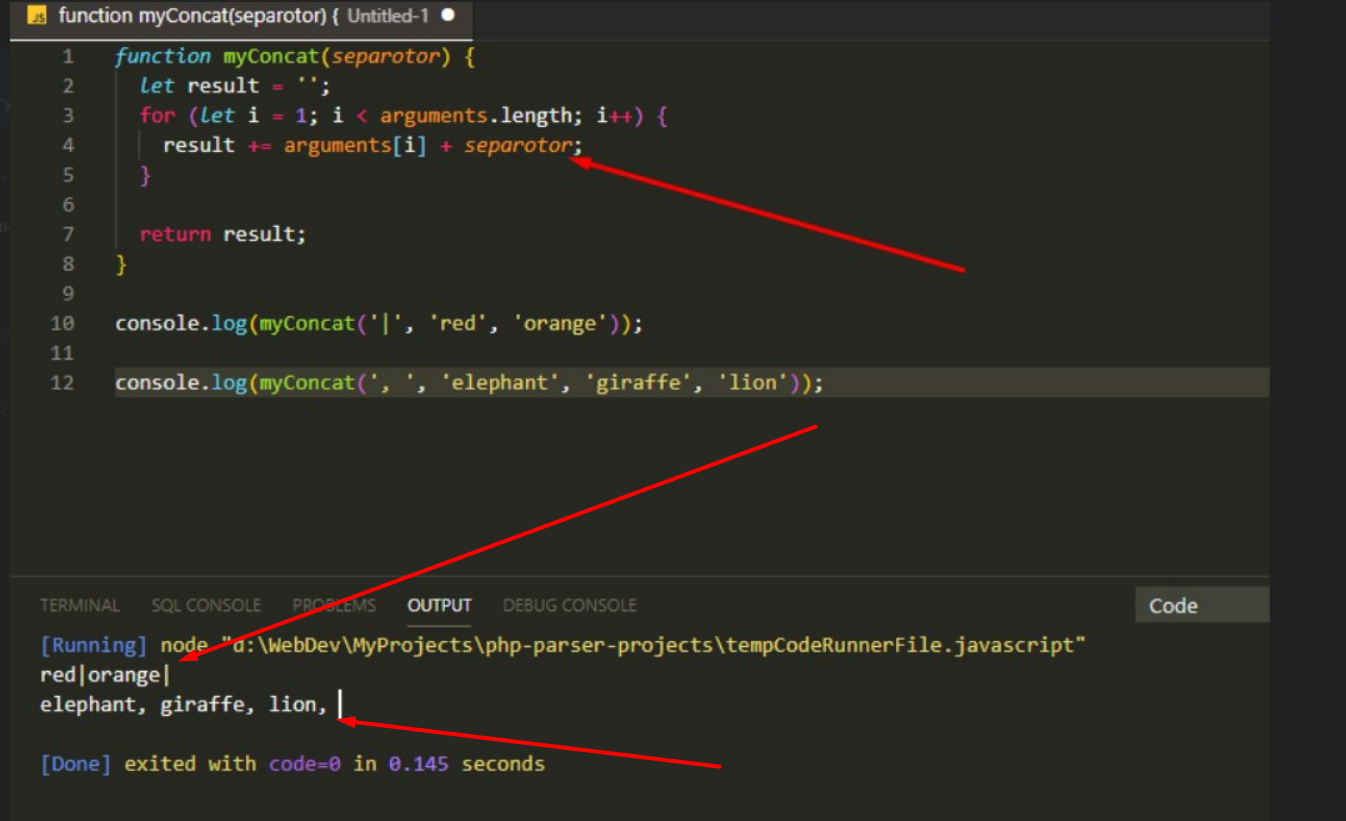 JS function myConcat(separotor) { Untitled-1
1 function myConcat(separotor) {
2 let result = '';
3 for (let i = 1; i < arguments.length; i++) {
4 result += arguments[i] + separotor;
5 }
6
7 return result;
8 }
9
10 console.log(myConcat('|', 'red', 'orange'));
11
12 console.log(myConcat(', ', 'elephant', 'giraffe', 'lion'));
TERMINAL SQL CONSOLE PROBLEMS OUTPUT DEBUG CONSOLE Code
[Running] node "d:\WebDev\MyProjects\php-parser-projects\tempCodeRunnerFile.javascript"
red|orange|
elephant, giraffe, lion,
[Done] exited with code=0 in 0.145 seconds